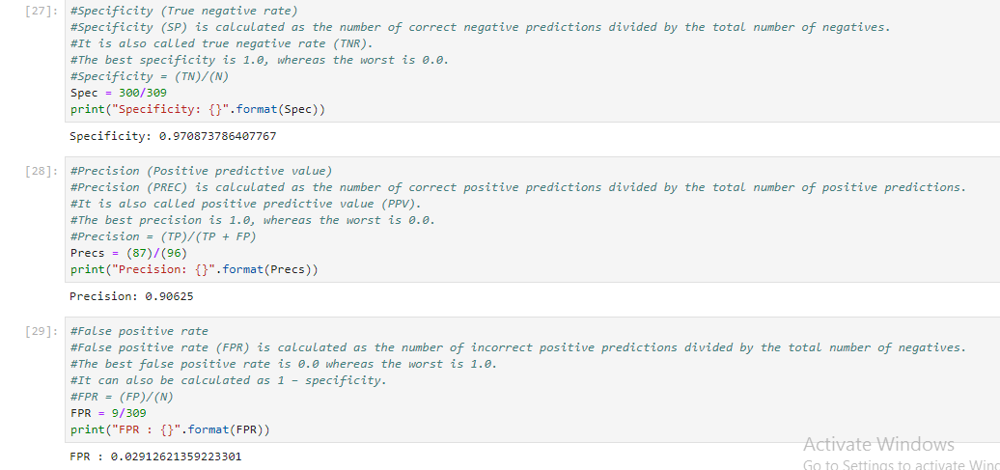 [27]: #Specificity (True negative rate)
#Specificity (SP) is calculated as the number of correct negative predictions divided by the total number of negatives.
#It is also called true negative rate (TNR).
#The best specificity is 1.0, whereas the worst is 0.0.
#Specificity = (TN)/(N)
Spec = 300/309
print("Specificity: {}".format(Spec))
Specificity: 0.970873786407767
[28]: #Precision (Positive predictive value)
#Precision (PREC) is calculated as the number of correct positive predictions divided by the total number of positive predictions.
#It is also called positive predictive value (PPV).
#The best precision is 1.0, whereas the worst is 0.0.
#Precision = (TP)/(TP + FP)
Precs = (87)/(96)
print("Precision: {}".format(Precs))
Precision: 0.90625
[29]: #False positive rate
#False positive rate (FPR) is calculated as the number of incorrect positive predictions divided by the total number of negatives.
#The best false positive rate is 0.0 whereas the worst is 1.0.
#It can also be calculated as 1 – specificity.
#FPR = (FP)/(N)
FPR = 9/309
print("FPR : {}".format(FPR))
FPR : 0.02912621359223301
Activate Windows
Go to Settings to activate Wind